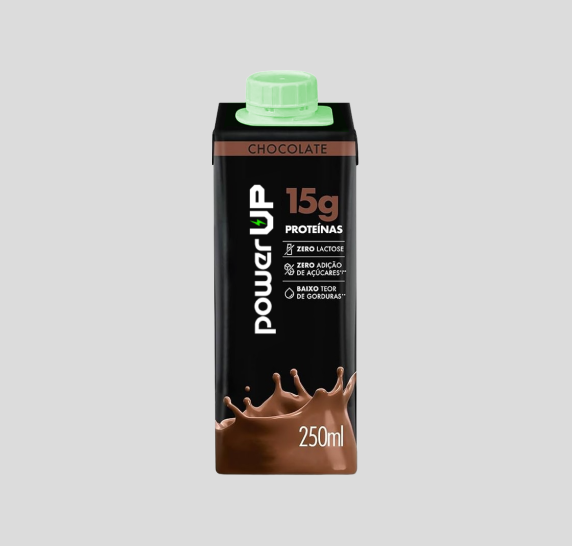 CHOCOLATE
powerUP
15g
PROTEÍNAS
ZERO LACTOSE
ZERO ADIÇÃO
DE AÇÚCARES*/**
BAIXO TEOR
DE GORDURAS**
250ml